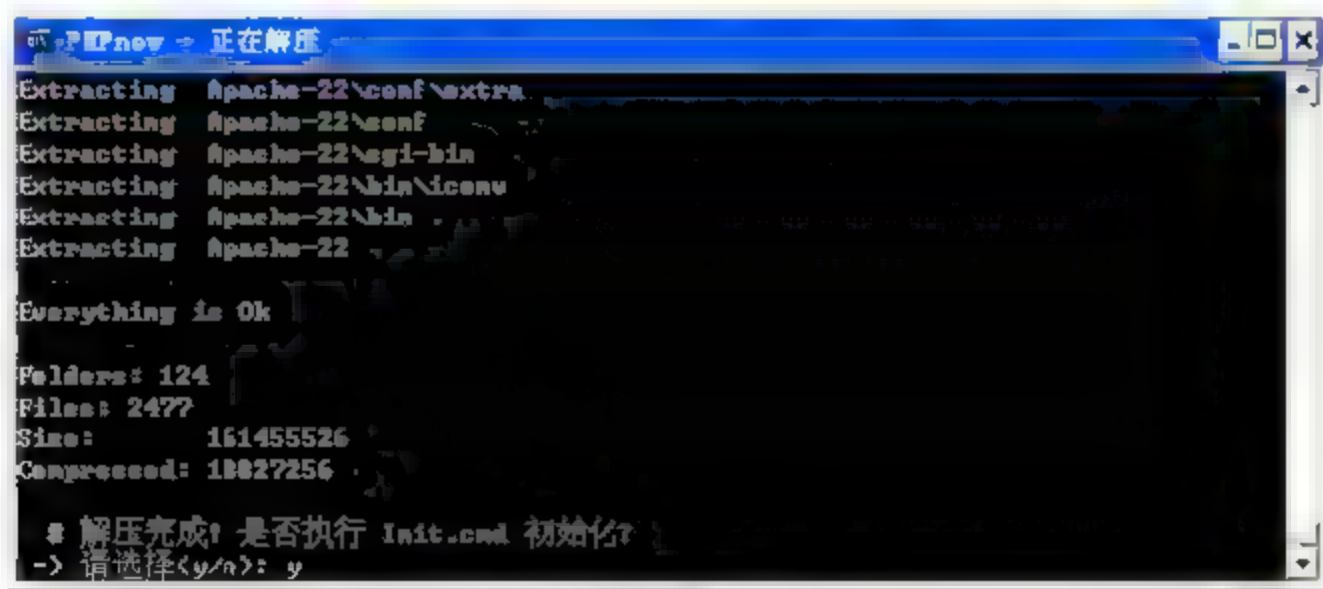 PHPnow - 正在解压
Extracting  Apache-22\conf\extra
Extracting  Apache-22\conf
Extracting  Apache-22\cgi-bin
Extracting  Apache-22\bin\iconv
Extracting  Apache-22\bin
Extracting  Apache-22
Everything is Ok
Folders: 124
Files: 2477
Size:
Compressed:
# 解压完成! 是否执行 Init.cmd 初始化?
-> 请选择(y/n): y